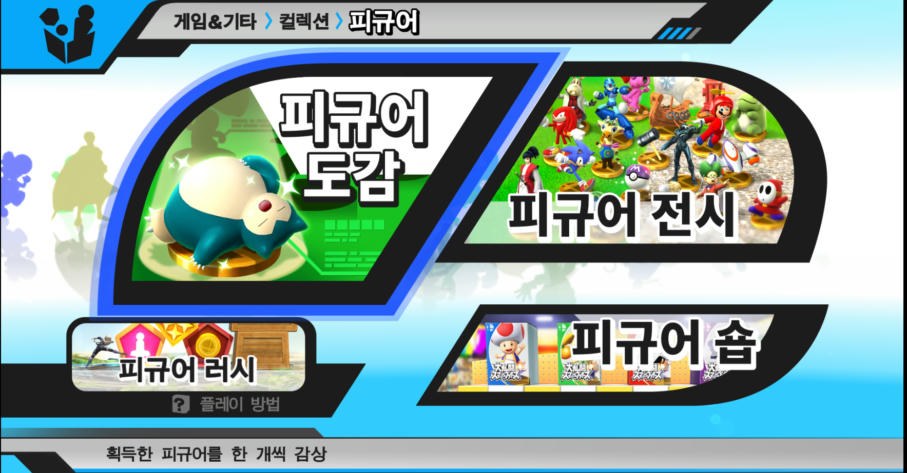 게임&기타 > 컬렉션 > 피규어
피규어
도감
피규어 전시
피규어 러시
피규어 숍
? 플레이 방법
획득한 피규어를 한 개씩 감상